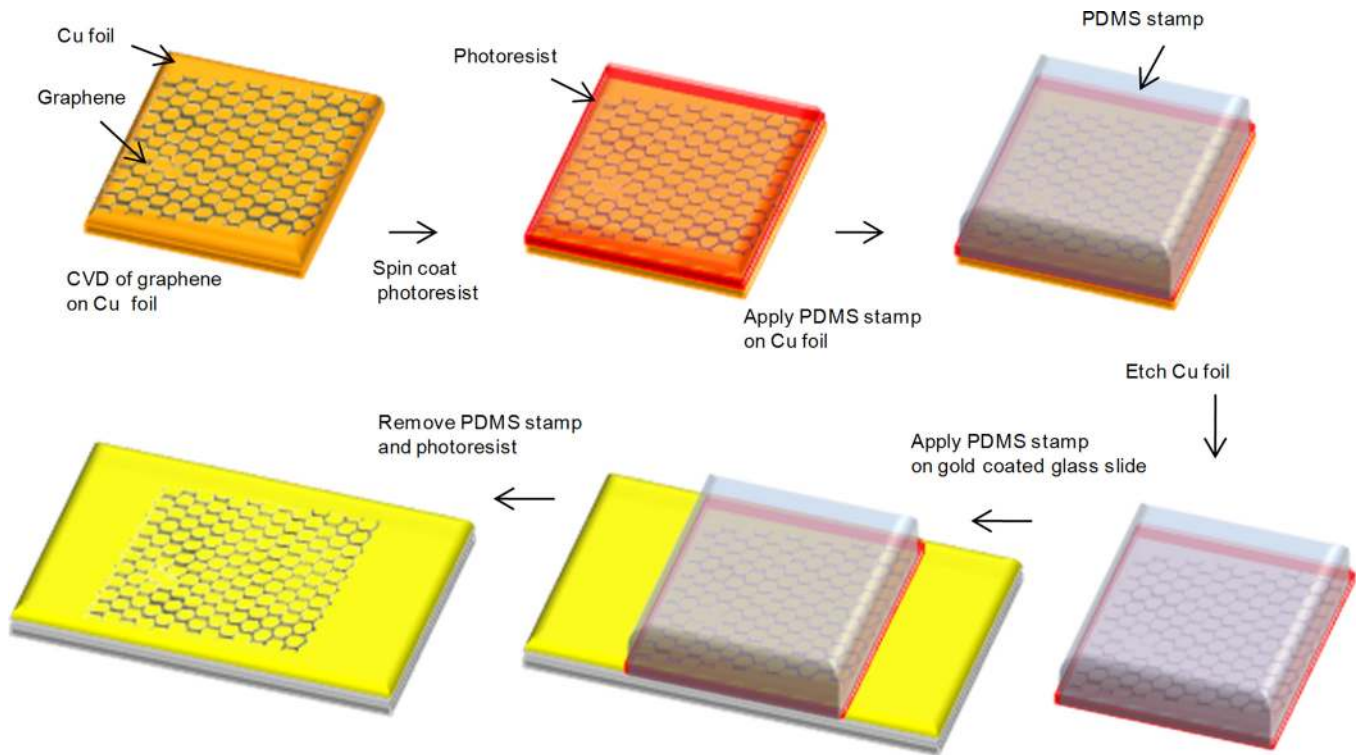 Cu foil
Graphene
CVD of graphene
on Cu foil
Spin coat
photoresist
Photoresist
Apply PDMS stamp
on Cu foil
PDMS stamp
Etch Cu foil
Apply PDMS stamp
on gold coated glass slide
Remove PDMS stamp
and photoresist